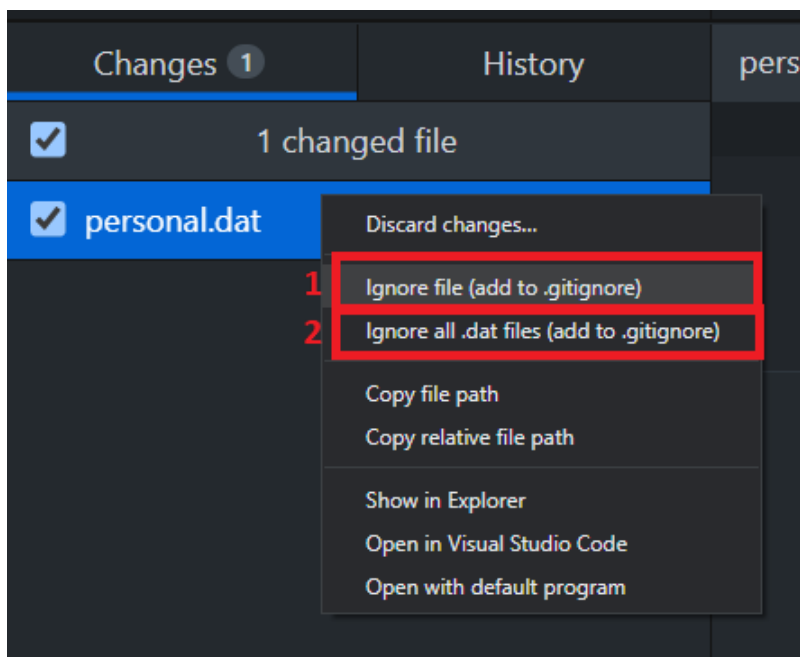 Changes 1
History
pers
1 changed file
personal.dat
Discard changes...
1
Ignore file (add to .gitignore)
2
Ignore all .dat files (add to .gitignore)
Copy file path
Copy relative file path
Show in Explorer
Open in Visual Studio Code
Open with default program